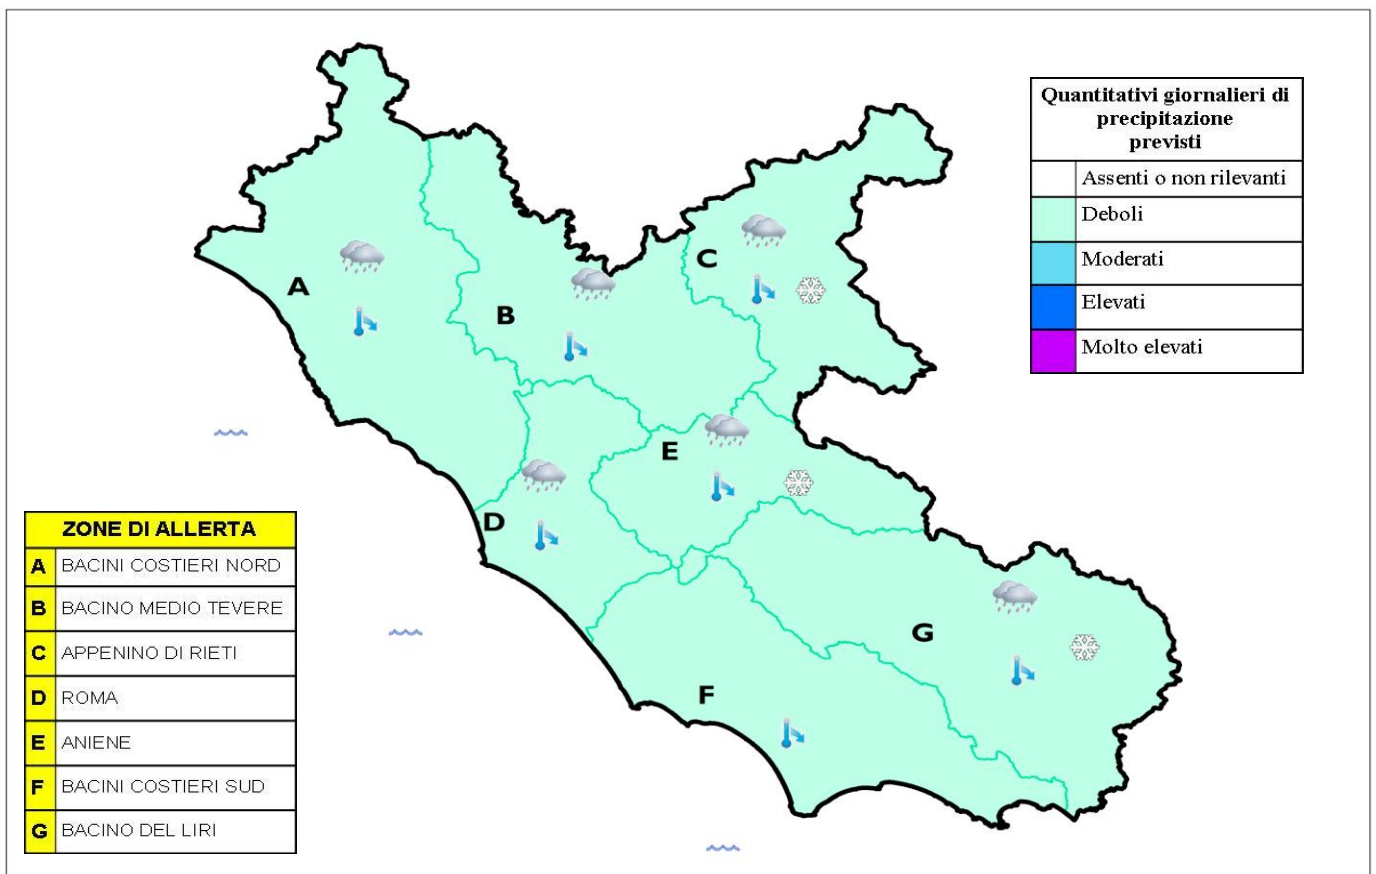 Quantitativi giornalieri di
precipitazione
previsti
Assenti o non rilevanti
Deboli
Moderati
Elevati
Molto elevati
A
B
C
D
E
F
G
ZONE DI ALLERTA
A BACINI COSTIERI NORD
B BACINO MEDIO TEVERE
C APPENINO DI RIETI
D ROMA
E ANIENE
F BACINI COSTIERI SUD
G BACINO DEL LIRI